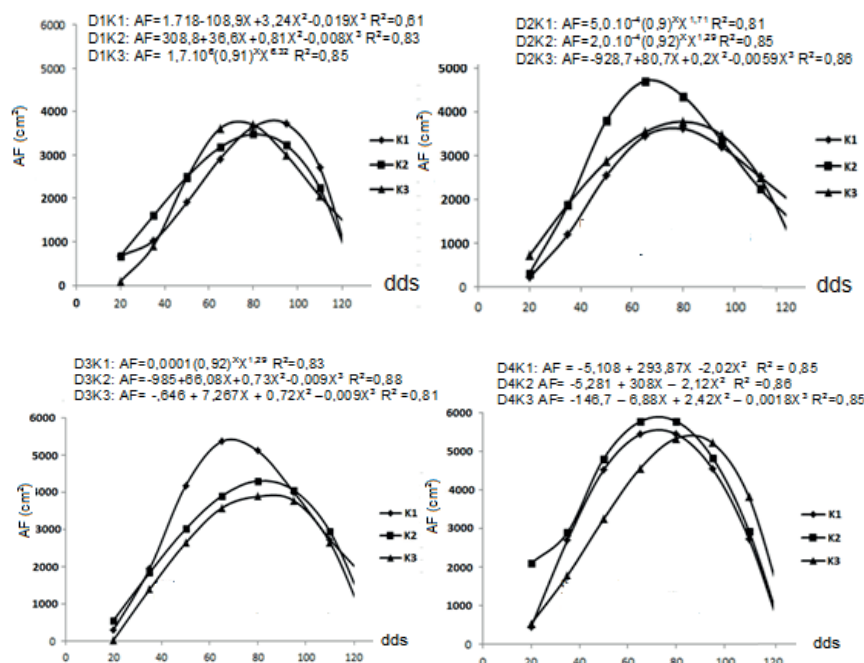 D1K1: AF=1.718-108,9X+3,24X²-0,019X³ R²=0,61
D1K2: AF=308,8+36,6X+0,81X²-0,008X³ R²=0,83
D1K3: AF= 1,7.10⁶(0,91)ˣX⁶·³² R²=0,85
4000
3000
2000
1000
0
AF (cm²)
K1
K2
K3
0 20 40 60 80 100 120 dds
D2K1: AF=5,0.10⁻⁴(0,9)ˣX¹·⁷¹ R²=0,81
D2K2: AF=2,0.10⁻⁴(0,92)ˣX¹·²⁹ R²=0,85
D2K3: AF=-928,7+80,7X+0,2X²-0,0059X³ R²=0,86
5000
4000
3000
2000
1000
0
AF (cm²)
K1
K2
K3
0 20 40 60 80 100 120 dds
D3K1: AF=0,0001(0,92)ˣX¹·²⁹ R²=0,83
D3K2: AF=-985+66,08X+0,73X²-0,009X³ R²=0,88
D3K3: AF= -,646 + 7,267X + 0,72X² – 0,009X³ R² = 0,81
6000
5000
4000
3000
2000
1000
0
AF (cm²)
K1
K2
K3
0 20 40 60 80 100 120 dds
D4K1: AF = -5,108 + 293,87X -2,02X² R² = 0,85
D4K2 AF= -5,281 + 308X – 2,12X² R² = 0,86
D4K3 AF= -146,7 – 6,88X + 2,42X² – 0,0018X³ R²=0,85
6000
5000
4000
3000
2000
1000
0
AF (cm²)
K1
K2
K3
0 20 40 60 80 100 120 dds